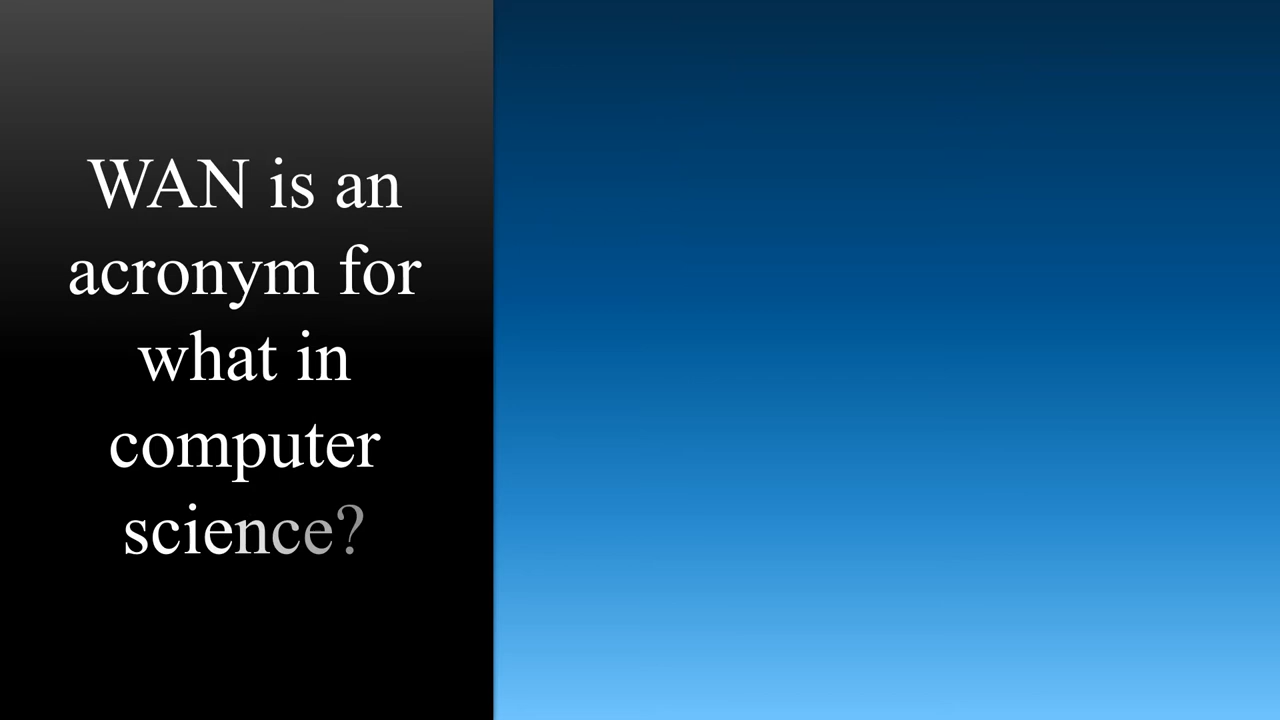 WAN is an
acronym for
what in
computer
science?